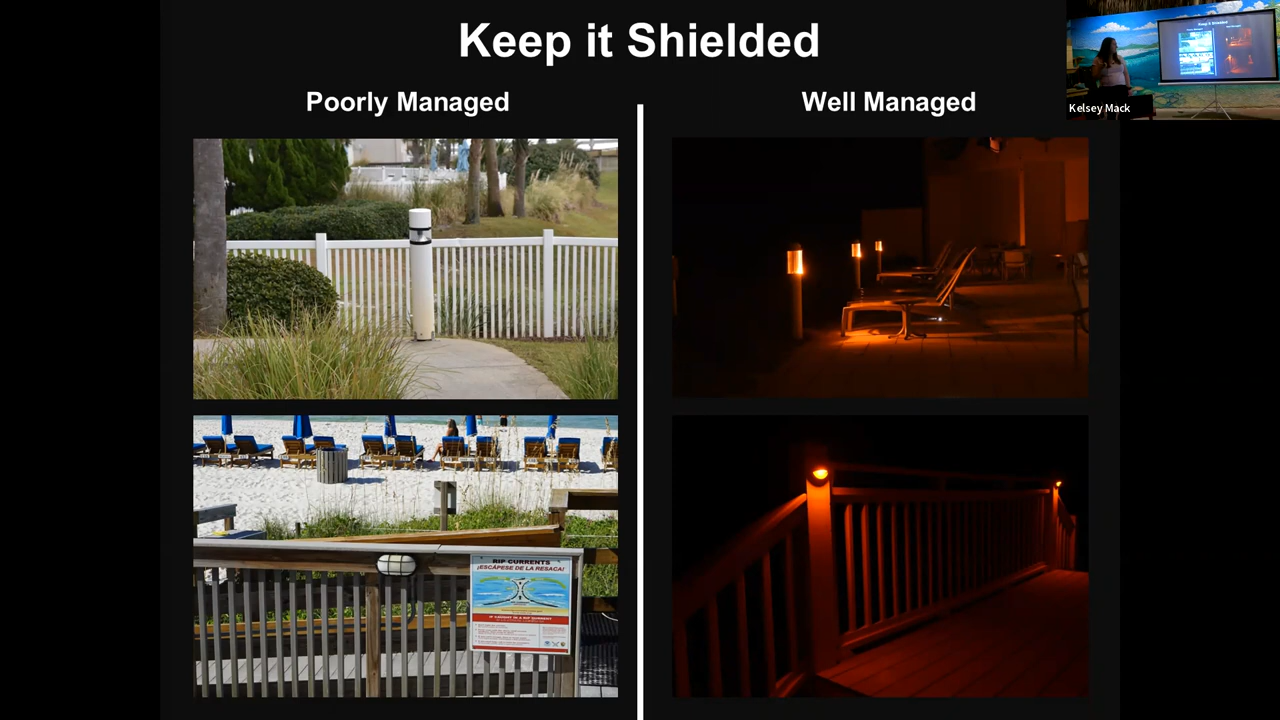 Keep it Shielded
Poorly Managed
Well Managed
Kelsey Mack
RIP CURRENTS
¡ESCÁPESE DE LA RESACA!